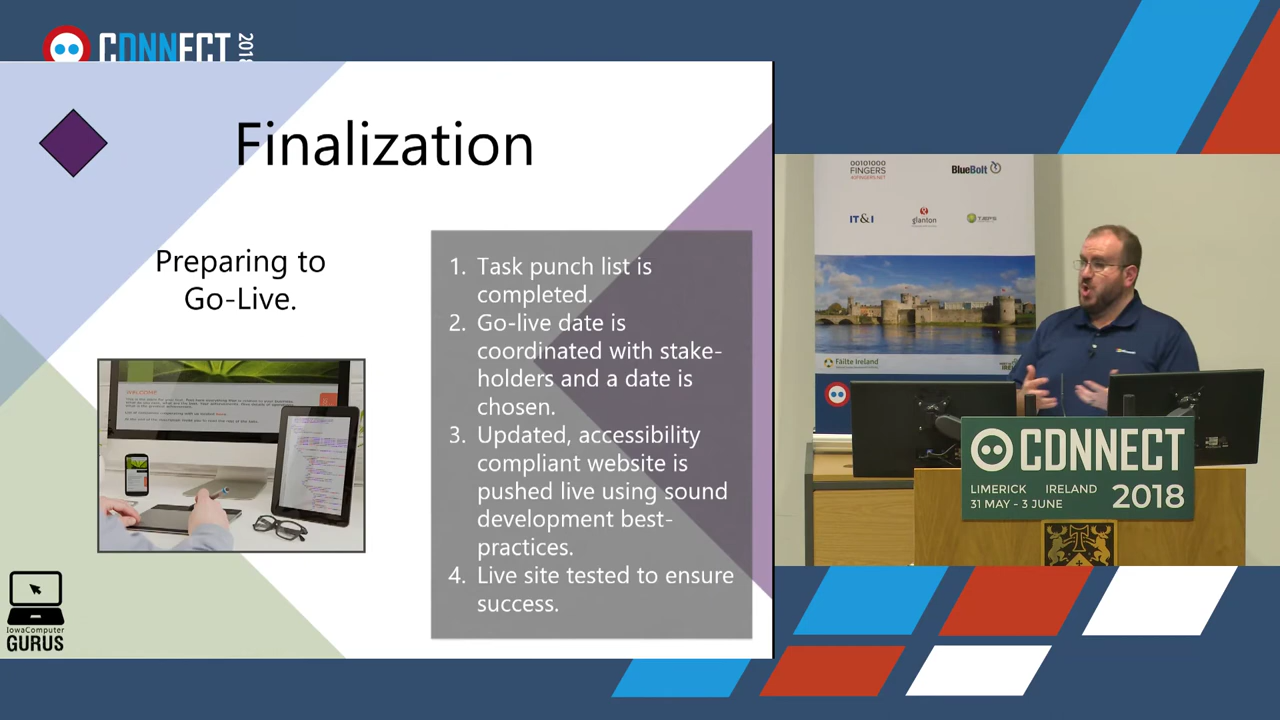 CDNNECT 2018
Finalization
Preparing to
Go-Live.
1. Task punch list is
completed.
2. Go-live date is
coordinated with stake-
holders and a date is
chosen.
3. Updated, accessibility
compliant website is
pushed live using sound
development best-
practices.
4. Live site tested to ensure
success.
WELCOME
IowaComputer
GURUS
00101000
FINGERS
BlueBolt
IT&I
glanton
Fáilte Ireland
CDNNECT
LIMERICK IRELAND
31 MAY - 3 JUNE
2018